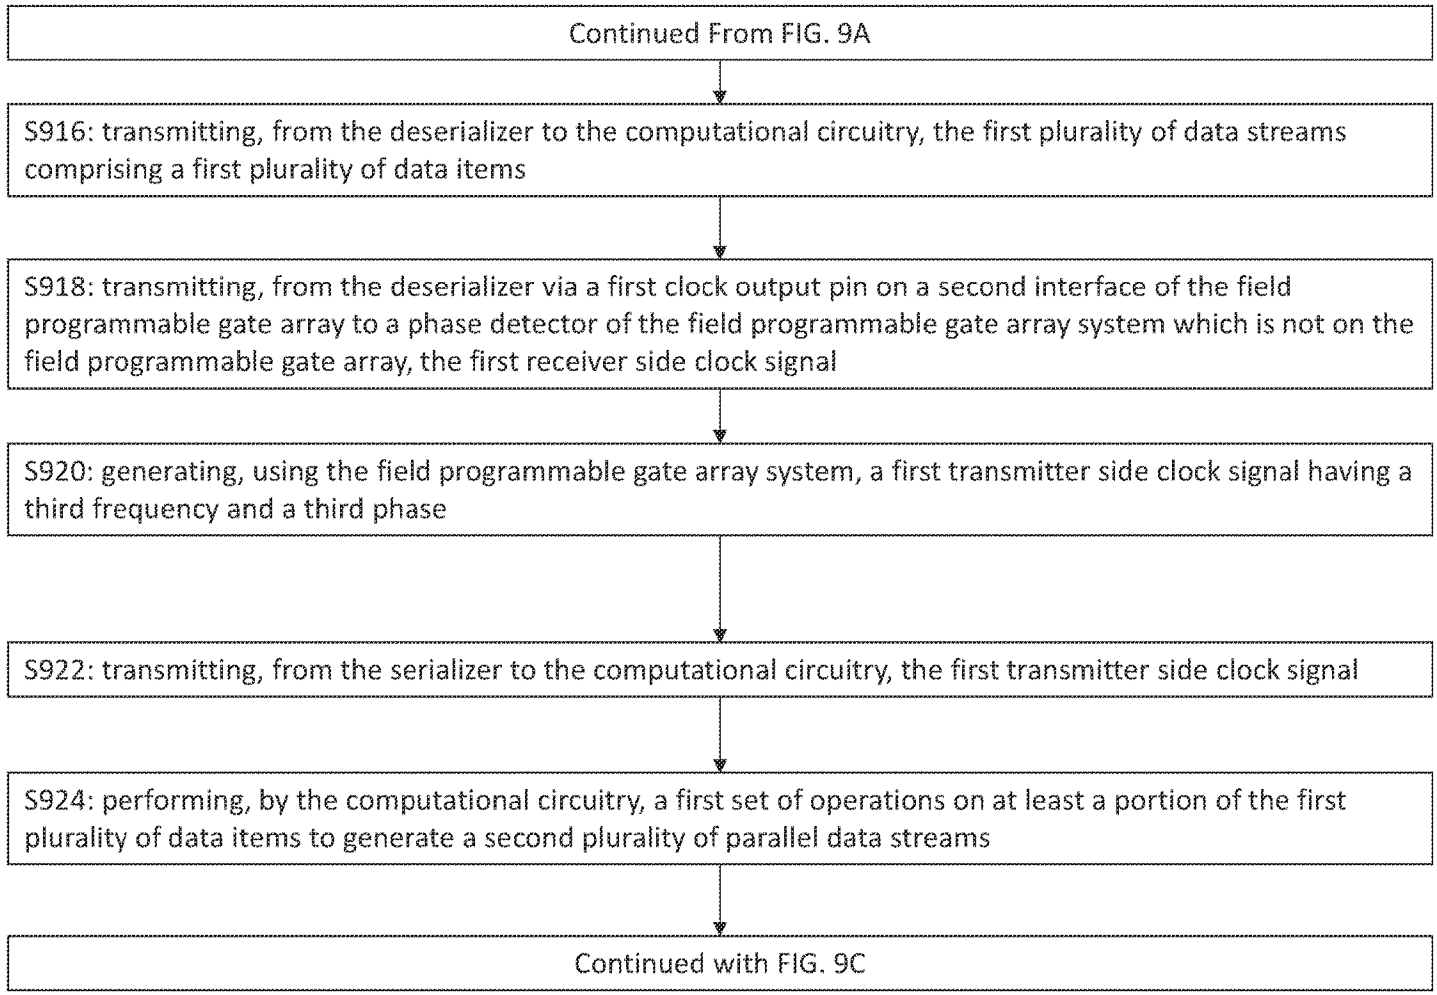 Continued From FIG. 9A
S916: transmitting, from the deserializer to the computational circuitry, the first plurality of data streams
comprising a first plurality of data items
S918: transmitting, from the deserializer via a first clock output pin on a second interface of the field
programmable gate array to a phase detector of the field programmable gate array system which is not on the
field programmable gate array, the first receiver side clock signal
S920: generating, using the field programmable gate array system, a first transmitter side clock signal having a
third frequency and a third phase
S922: transmitting, from the serializer to the computational circuitry, the first transmitter side clock signal
S924: performing, by the computational circuitry, a first set of operations on at least a portion of the first
plurality of data items to generate a second plurality of parallel data streams
Continued with FIG. 9C